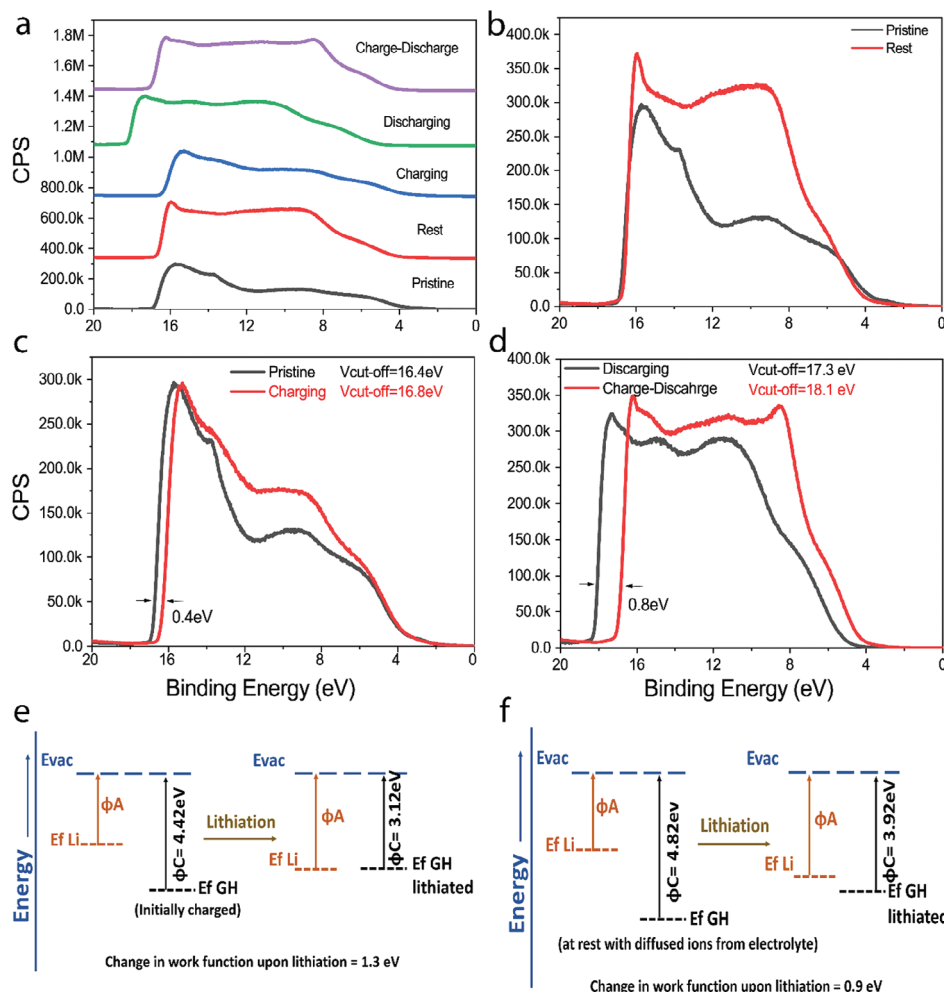 a
1.8M
1.6M
1.4M
1.2M
1.0M
800.0k
600.0k
400.0k
200.0k
0.0
CPS
Charge-Discharge
Discharging
Charging
Rest
Pristine
20 16 12 8 4 0
b
400.0k
350.0k
300.0k
250.0k
200.0k
150.0k
100.0k
50.0k
0.0
Pristine
Rest
20 16 12 8 4 0
c
300.0k
250.0k
200.0k
150.0k
100.0k
50.0k
0.0
CPS
Pristine Vcut-off=16.4eV
Charging Vcut-off=16.8eV
0.4eV
20 16 12 8 4 0
Binding Energy (eV)
d
400.0k
350.0k
300.0k
250.0k
200.0k
150.0k
100.0k
50.0k
0.0
Discarging Vcut-off=17.3 eV
Charge-Discahrge Vcut-off=18.1 eV
0.8eV
20 16 12 8 4 0
Binding Energy (eV)
e
Energy
Evac
Evac
ϕA
ϕC= 4.42eV
Lithiation
ϕA
ϕC= 3.12eV
Ef Li
Ef Li
Ef GH
Ef GH
lithiated
(Initially charged)
Change in work function upon lithiation = 1.3 eV
f
Energy
Evac
Evac
ϕA
ϕC= 4.82ev
Lithiation
ϕA
ϕC= 3.92eV
Ef Li
Ef Li
Ef GH
Ef GH
lithiated
(at rest with diffused ions from electrolyte)
Change in work function upon lithiation = 0.9 eV